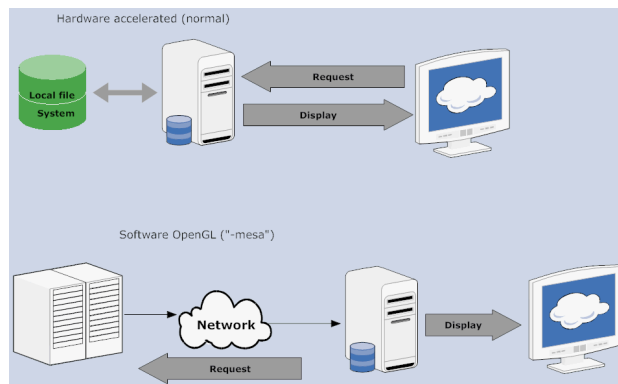 Hardware accelerated (normal)
Request
Local file
System
Display
Software OpenGL ("-mesa")
Network
Display
Request